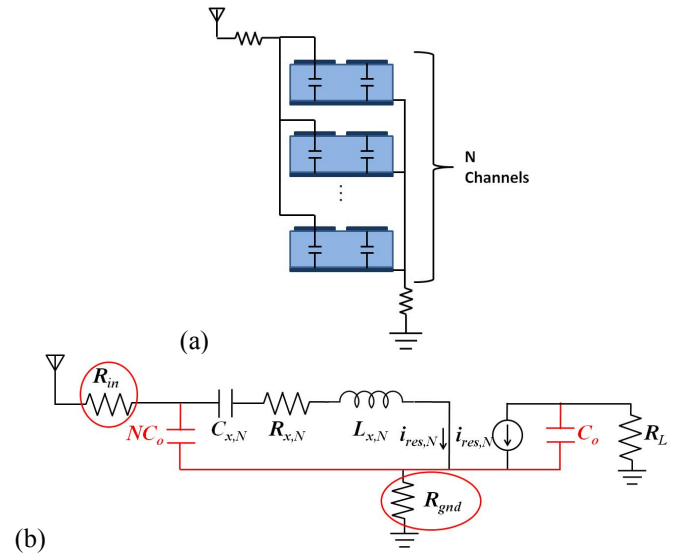 N
Channels
...
(a)
R_in
NC_o
C_x,N
R_x,N
L_x,N
i_res,N
i_res,N
C_o
R_L
R_gnd
(b)